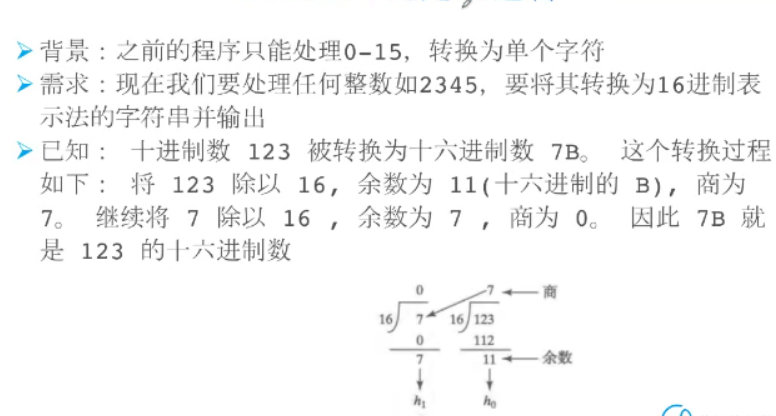 ➢背景：之前的程序只能处理0-15，转换为单个字符
➢需求：现在我们要处理任何整数如2345，要将其转换为16进制表
示法的字符串并输出
➢已知： 十进制数 123 被转换为十六进制数 7B。 这个转换过程
如下： 将 123 除以 16, 余数为 11(十六进制的 B), 商为
7。 继续将 7 除以 16 , 余数为 7 , 商为 0。 因此 7B 就
是 123 的十六进制数
0 7 商
16 7 16 123
0 112
7 11 余数
h₁ h₀